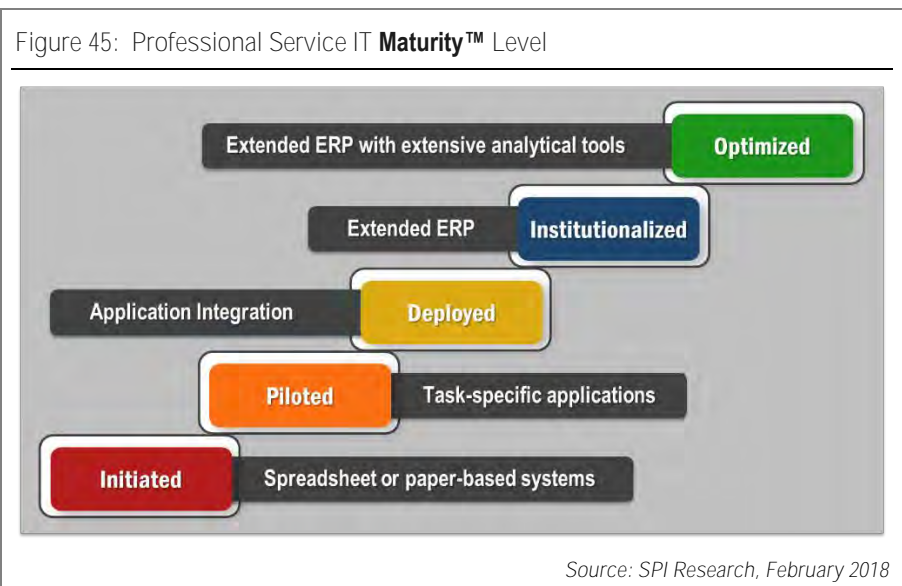 Figure 45: Professional Service IT Maturity™ Level
Extended ERP with extensive analytical tools Optimized
Extended ERP Institutionalized
Application Integration Deployed
Piloted Task-specific applications
Initiated Spreadsheet or paper-based systems
Source: SPI Research, February 2018